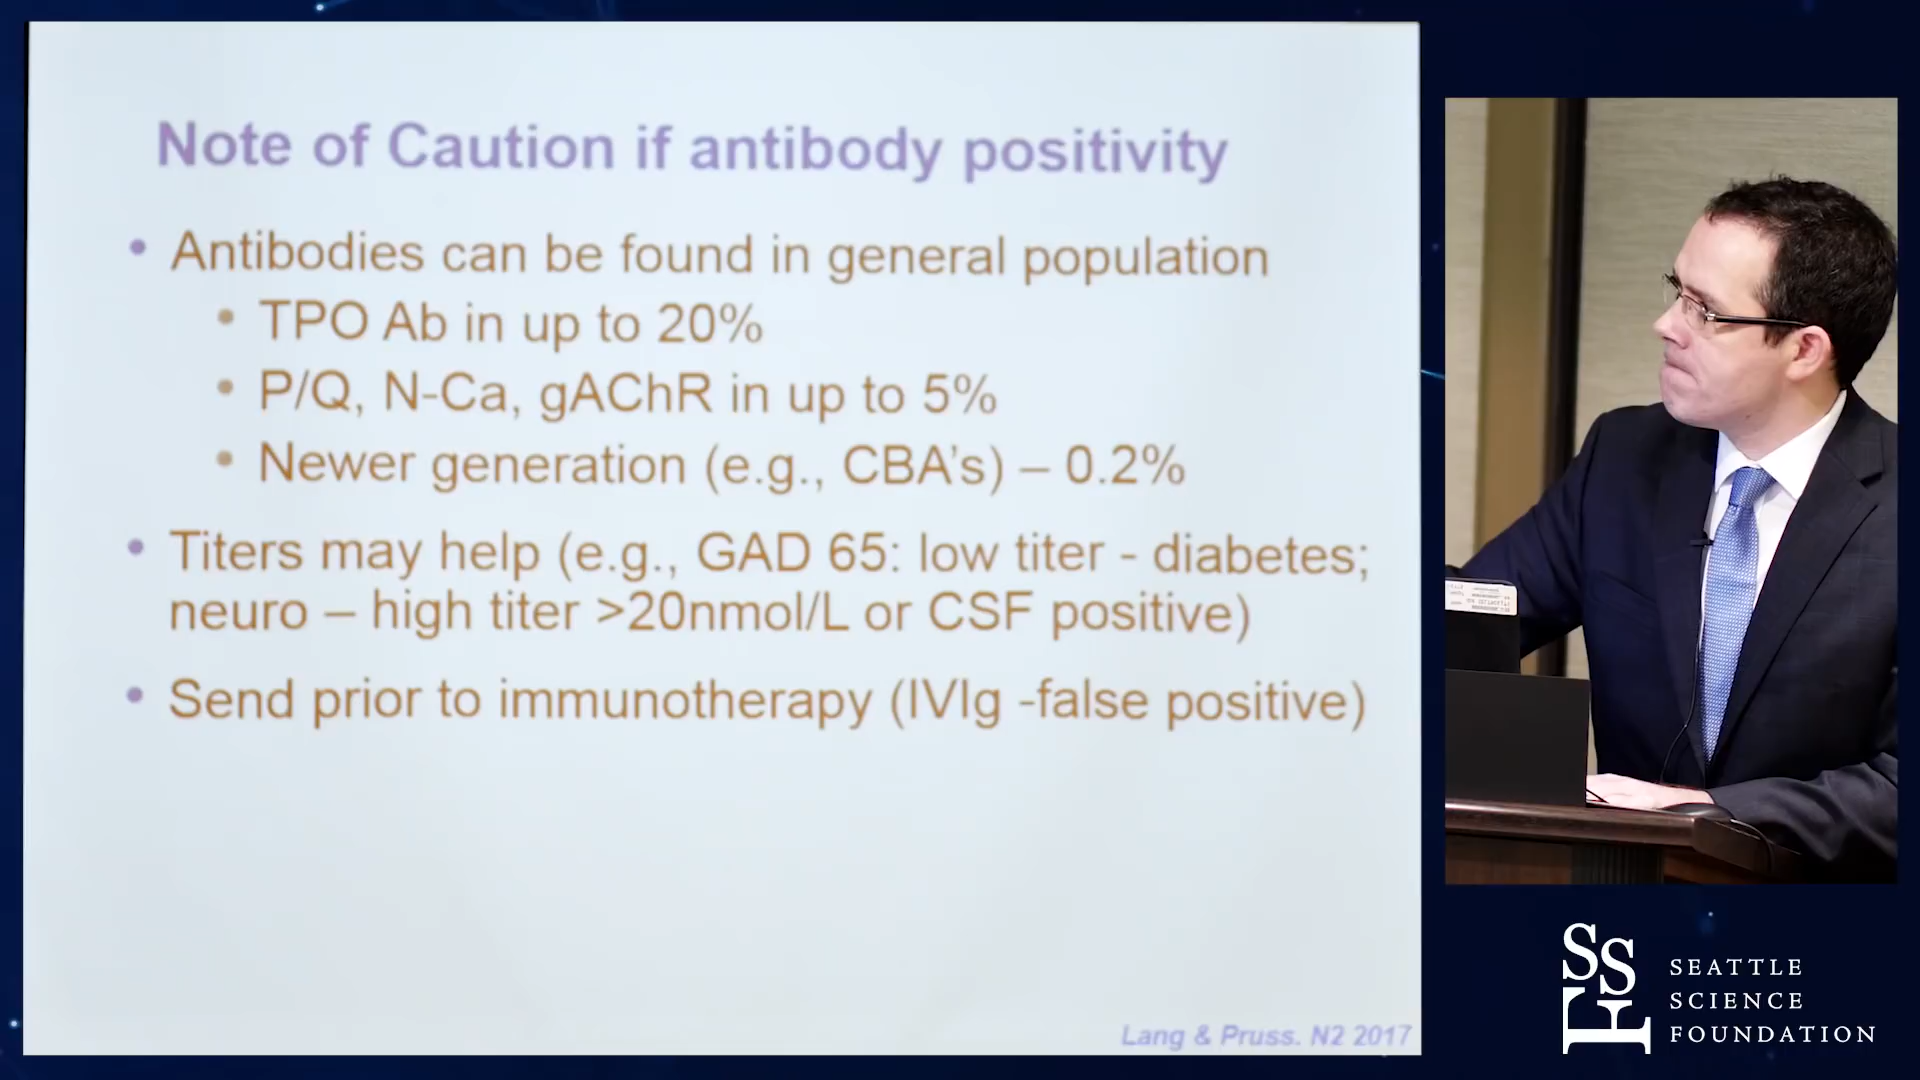 Note of Caution if antibody positivity
• Antibodies can be found in general population
• TPO Ab in up to 20%
• P/Q, N-Ca, gAChR in up to 5%
• Newer generation (e.g., CBA's) – 0.2%
• Titers may help (e.g., GAD 65: low titer - diabetes;
neuro – high titer >20nmol/L or CSF positive)
• Send prior to immunotherapy (IVIg -false positive)
Lang & Pruss. N2 2017
SSF
SEATTLE
SCIENCE
FOUNDATION